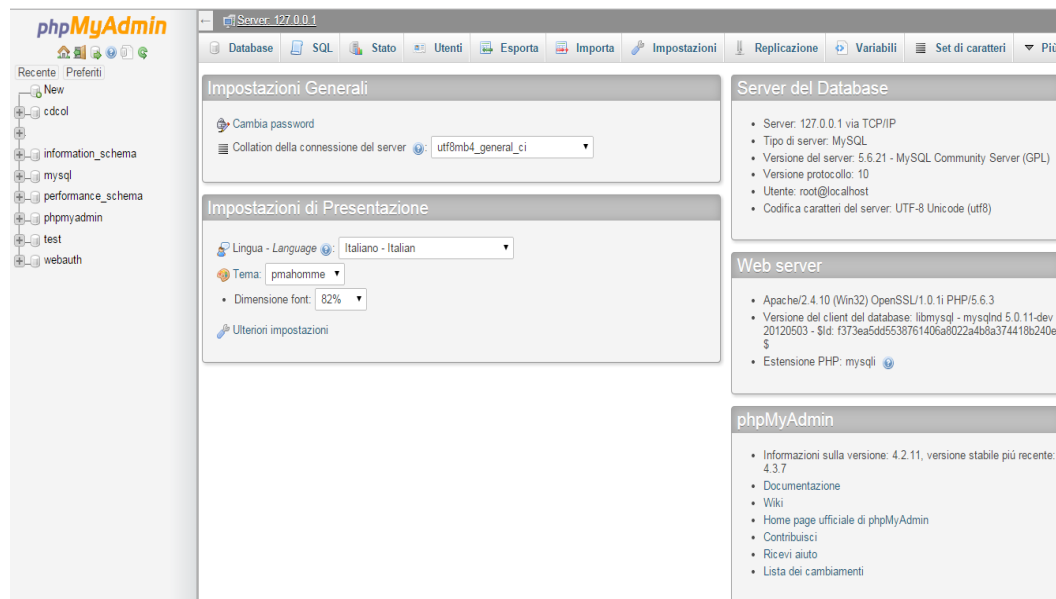 phpMyAdmin
Recente Preferiti
New
cdcol
information_schema
mysql
performance_schema
phpmyadmin
test
webauth
Server: 127.0.0.1
Database SQL Stato Utenti Esporta Importa Impostazioni Replicazione Variabili Set di caratteri Più
Impostazioni Generali
Cambia password
Collation della connessione del server : utf8mb4_general_ci
Impostazioni di Presentazione
Lingua - Language : Italiano - Italian
Tema: pmahomme
• Dimensione font: 82%
Ulteriori impostazioni
Server del Database
• Server: 127.0.0.1 via TCP/IP
• Tipo di server: MySQL
• Versione del server: 5.6.21 - MySQL Community Server (GPL)
• Versione protocollo: 10
• Utente: root@localhost
• Codifica caratteri del server: UTF-8 Unicode (utf8)
Web server
• Apache/2.4.10 (Win32) OpenSSL/1.0.1i PHP/5.6.3
• Versione del client del database: libmysql - mysqlnd 5.0.11-dev
20120503 - $Id: f373ea5dd5538761406a8022a4b8a374418b240e
$
• Estensione PHP: mysqli
phpMyAdmin
• Informazioni sulla versione: 4.2.11, versione stabile piú recente:
4.3.7
• Documentazione
• Wiki
• Home page ufficiale di phpMyAdmin
• Contribuisci
• Ricevi aiuto
• Lista dei cambiamenti